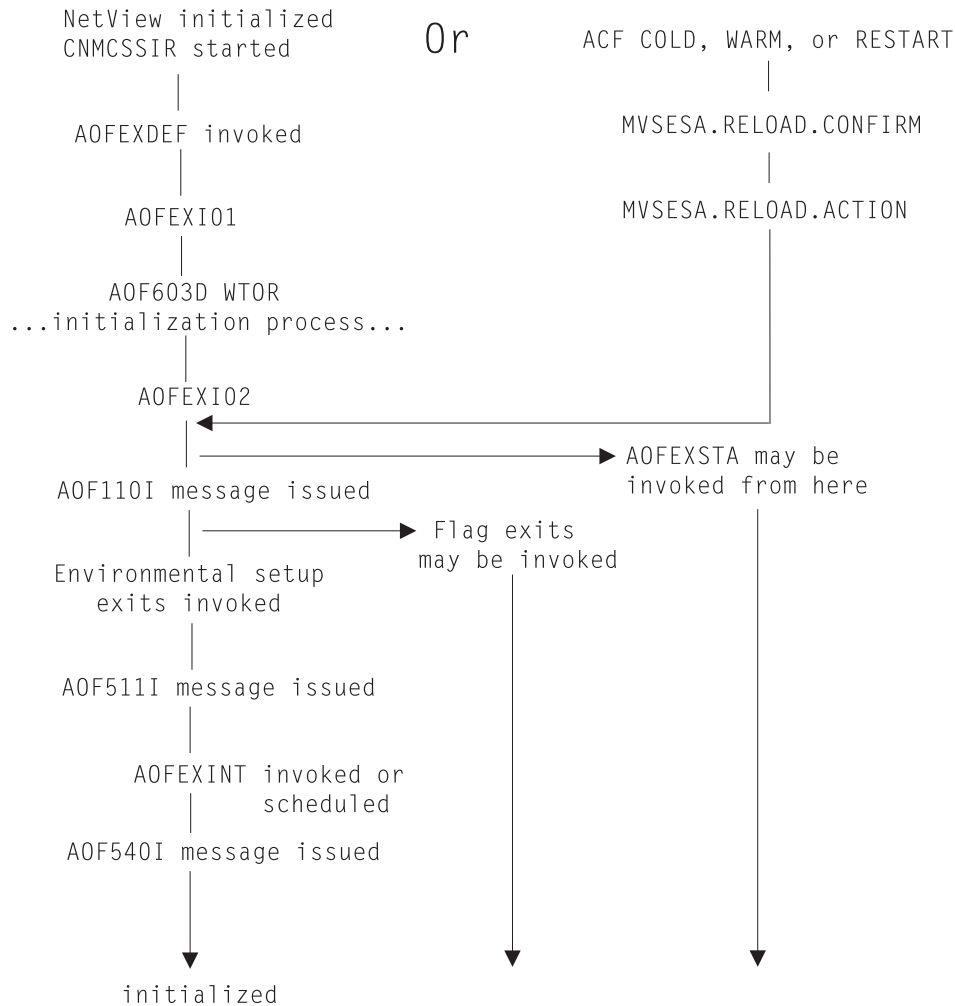 NetView initialized
CNMCSSIR started
Or
ACF COLD, WARM, or RESTART
AOFEXDEF invoked
MVSESA.RELOAD.CONFIRM
AOFEXI01
MVSESA.RELOAD.ACTION
AOF603D WTOR
...initialization process...
AOFEXI02
AOFEXSTA may be
invoked from here
AOF110I message issued
Flag exits
may be invoked
Environmental setup
exits invoked
AOF511I message issued
AOFEXINT invoked or
scheduled
AOF540I message issued
initialized